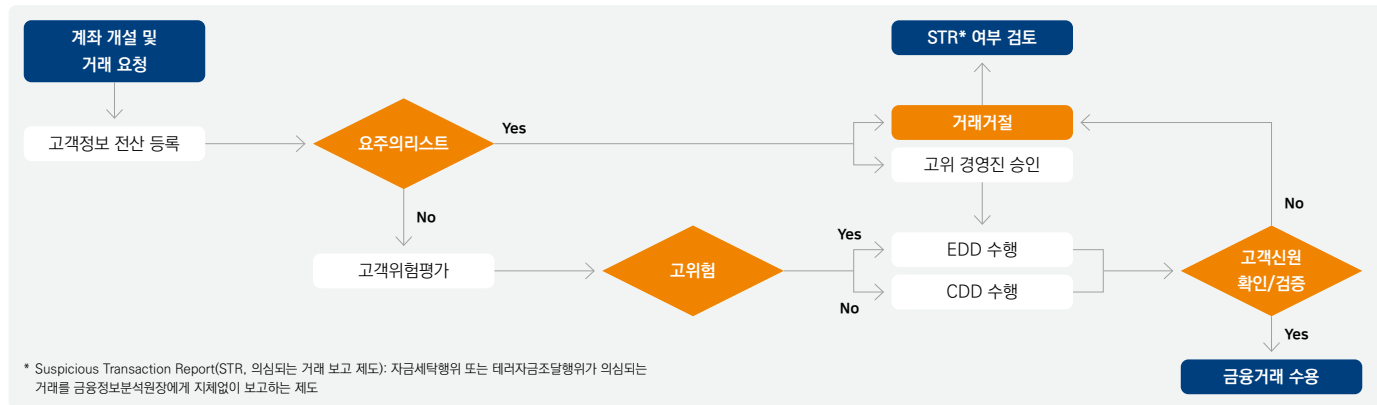 계좌 개설 및
거래 요청
고객정보 전산 등록
요주의리스트
Yes
No
고객위험평가
고위험
Yes
No
STR* 여부 검토
거래거절
고위 경영진 승인
EDD 수행
CDD 수행
No
고객신원
확인/검증
Yes
금융거래 수용
* Suspicious Transaction Report(STR, 의심되는 거래 보고 제도): 자금세탁행위 또는 테러자금조달행위가 의심되는
거래를 금융정보분석원장에게 지체없이 보고하는 제도